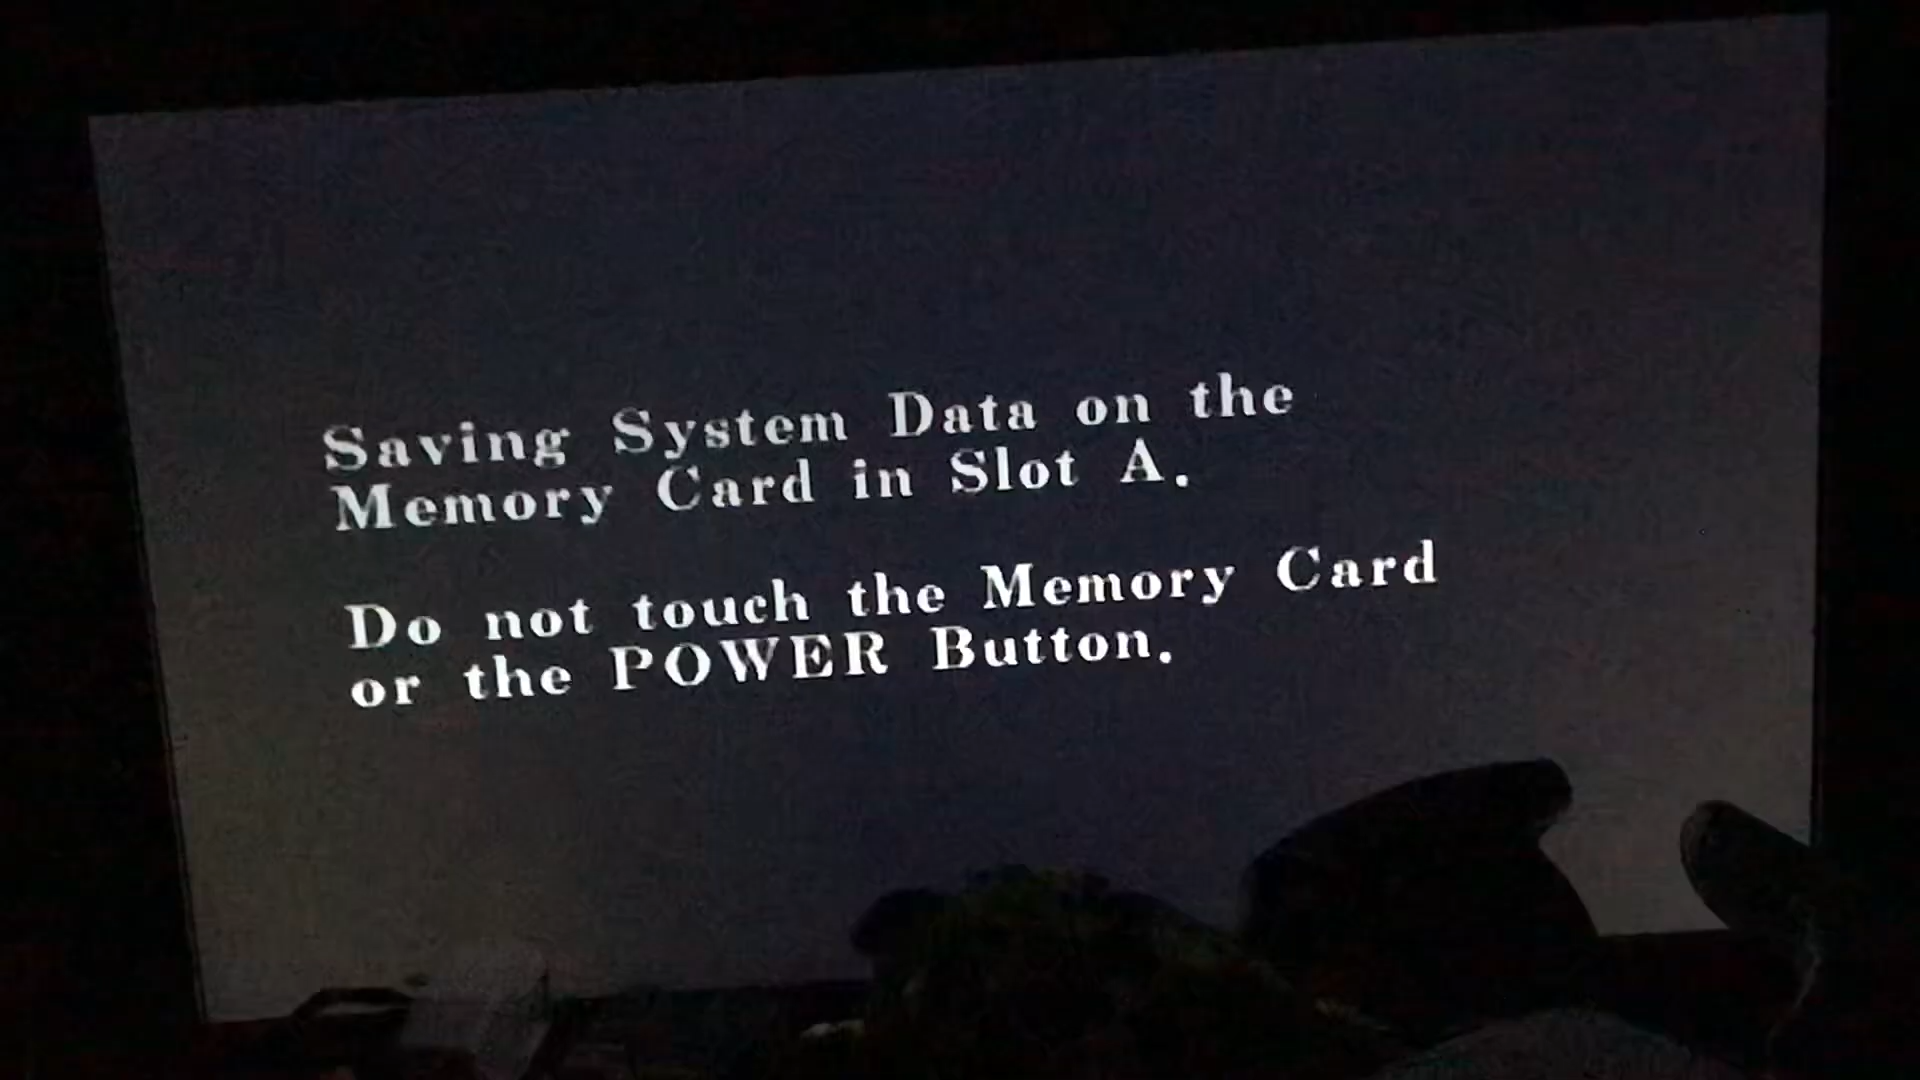 Saving System Data on the
Memory Card in Slot A.
Do not touch the Memory Card
or the POWER Button.